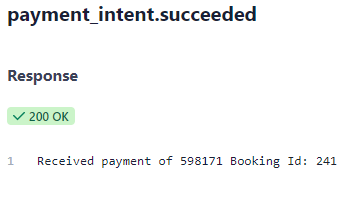 payment_intent.succeeded
Response
200 OK
1 Received payment of 598171 Booking Id: 241